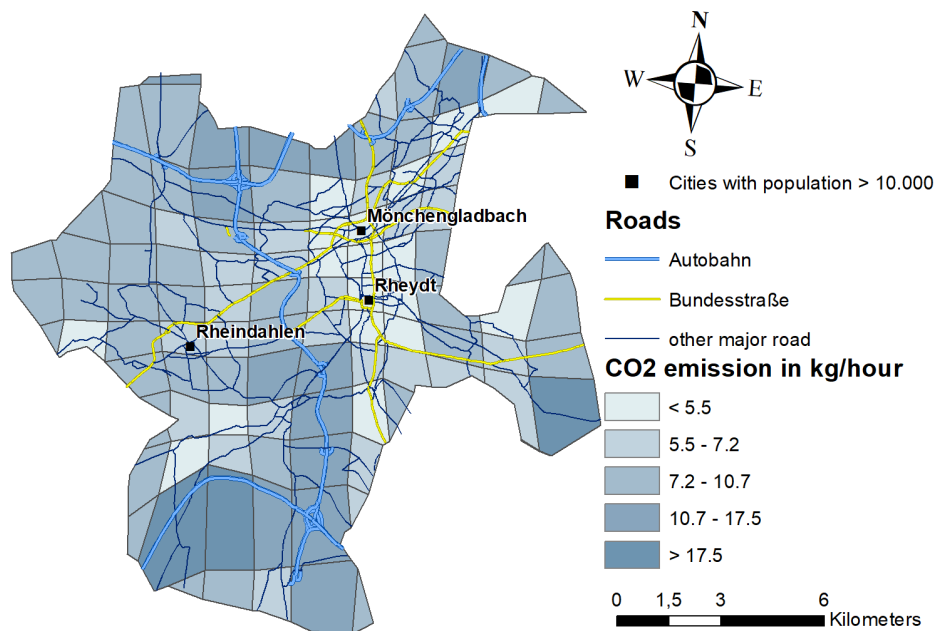 N
W
E
S
Cities with population > 10.000
Roads
Autobahn
Bundesstraße
other major road
CO2 emission in kg/hour
< 5.5
5.5 - 7.2
7.2 - 10.7
10.7 - 17.5
> 17.5
0 1,5 3 6
Kilometers
Mönchengladbach
Rheydt
Rheindahlen